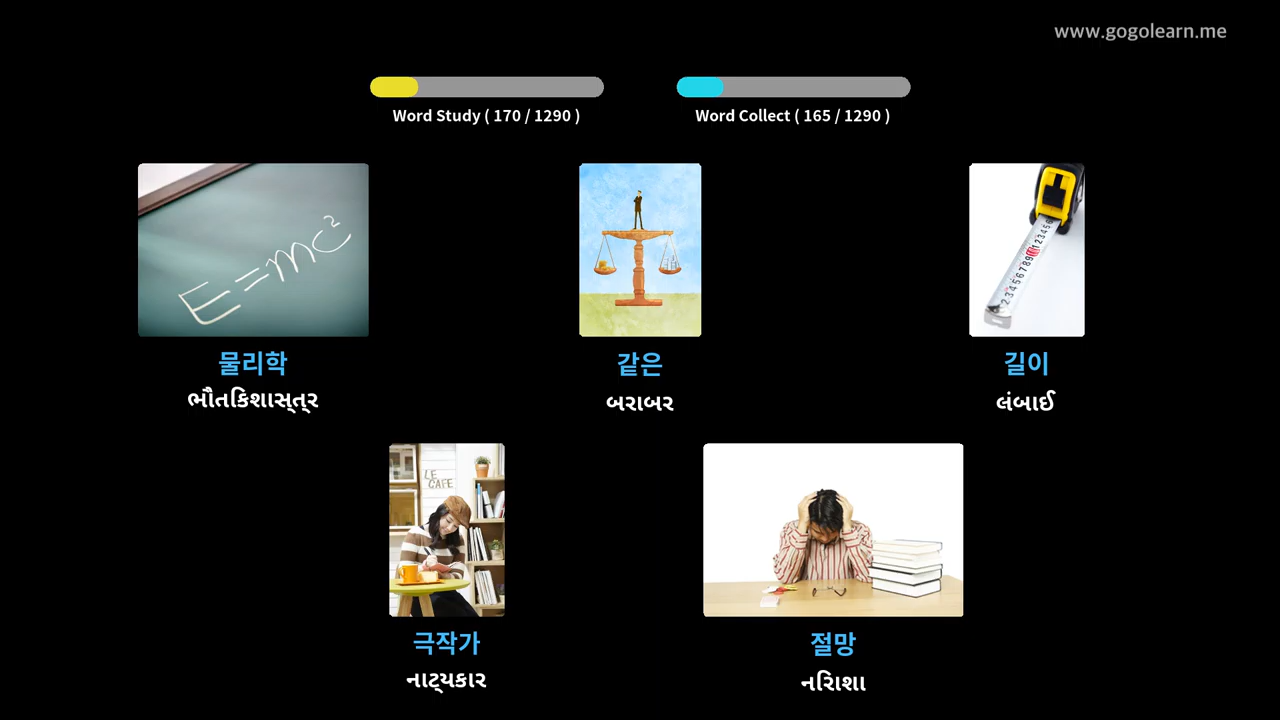 www.gogolearn.me
Word Study ( 170 / 1290 )
Word Collect ( 165 / 1290 )
E=mc²
물리학
ભૌતિકશાસ્ત્ર
같은
બરાબર
길이
લંબાઈ
LE CAFE
극작가
નાટ્યકાર
절망
નિરાશા